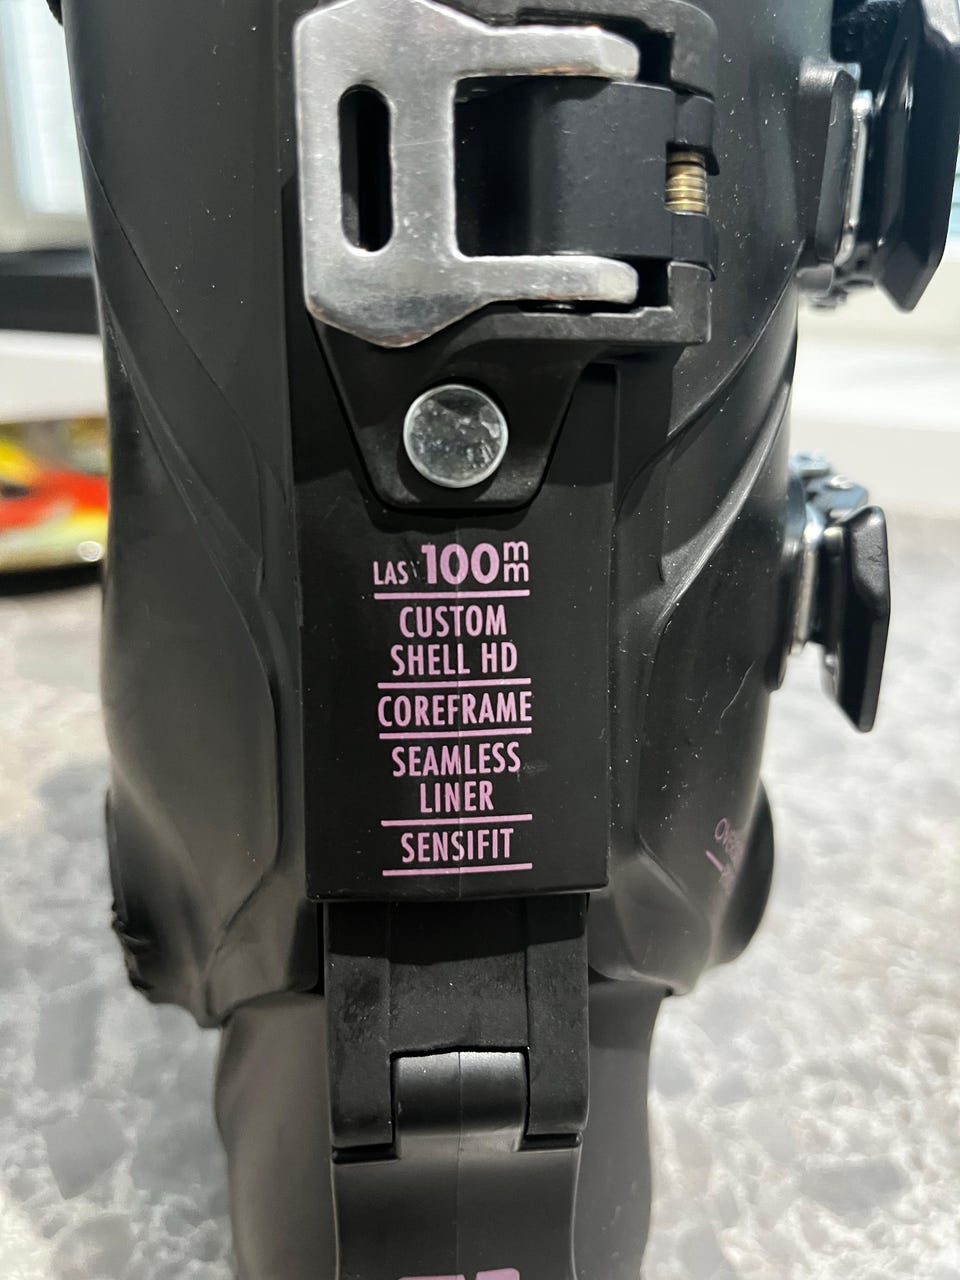 LAS 100mm
CUSTOM
SHELL HD
COREFRAME
SEAMLESS
LINER
SENSIFIT